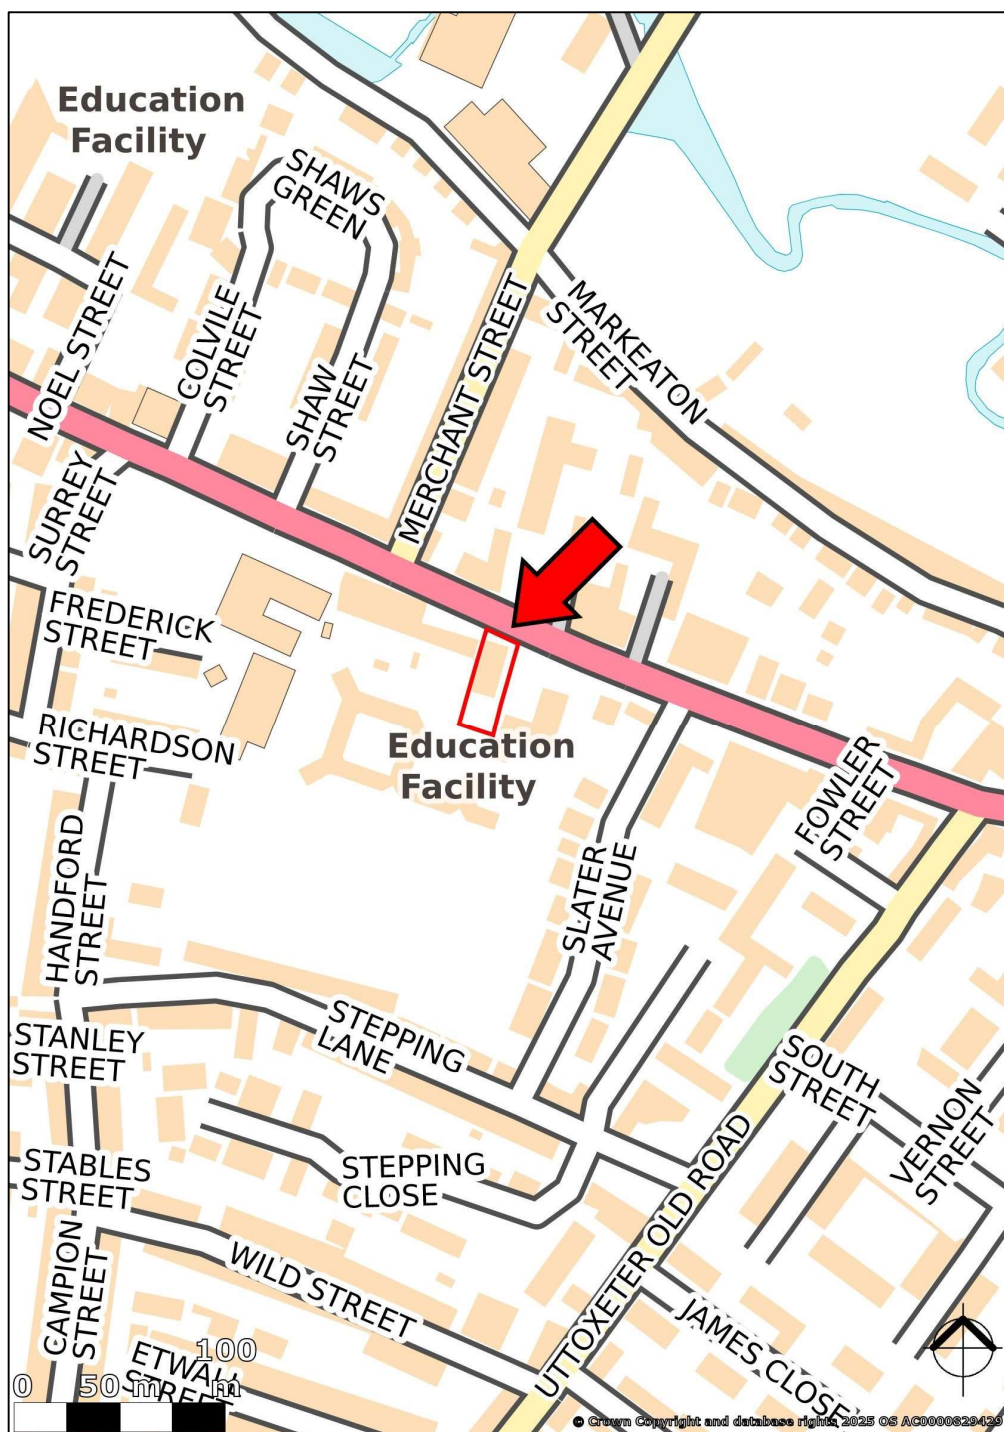 Education
Facility
SHAWS
GREEN
NOEL STREET
COLVILE
STREET
SHAW
STREET
MERCHANT STREET
MARKEATON
STREET
SURREY
STREET
FREDERICK
STREET
RICHARDSON
STREET
Education
Facility
FOWLER
STREET
HANDFORD
STREET
SLATER
AVENUE
STEPPING
LANE
STANLEY
STREET
SOUTH
STREET
VERNON
STREET
STABLES
STREET
STEPPING
CLOSE
UTTOXETER OLD ROAD
CAMPION
STREET
WILD STREET
JAMES CLOSE
ETWALL
STREET
0 50 m 100 m
© Crown Copyright and database rights 2025 OS AC0000829429